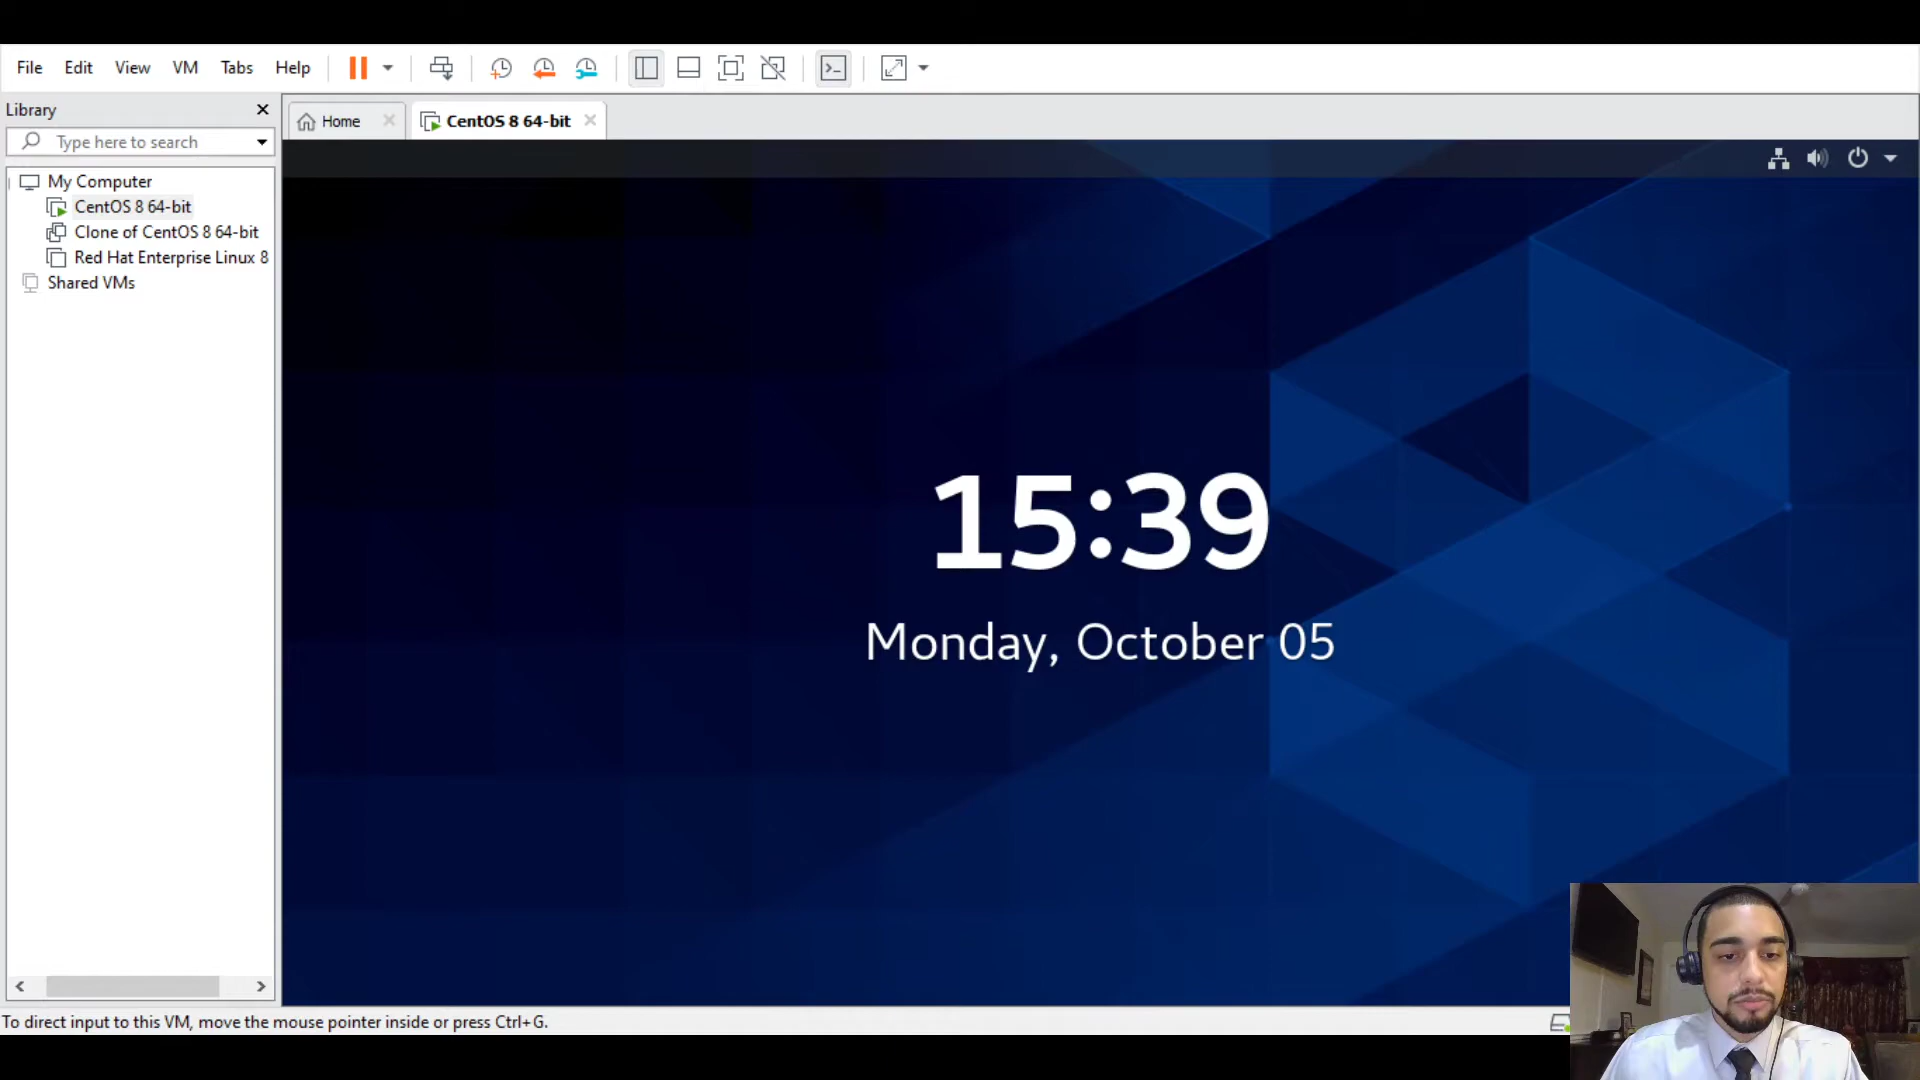 File Edit View VM Tabs Help
Library
Home
CentOS 8 64-bit
Type here to search
My Computer
CentOS 8 64-bit
Clone of CentOS 8 64-bit
Red Hat Enterprise Linux 8
Shared VMs
15:39
Monday, October 05
To direct input to this VM, move the mouse pointer inside or press Ctrl+G.